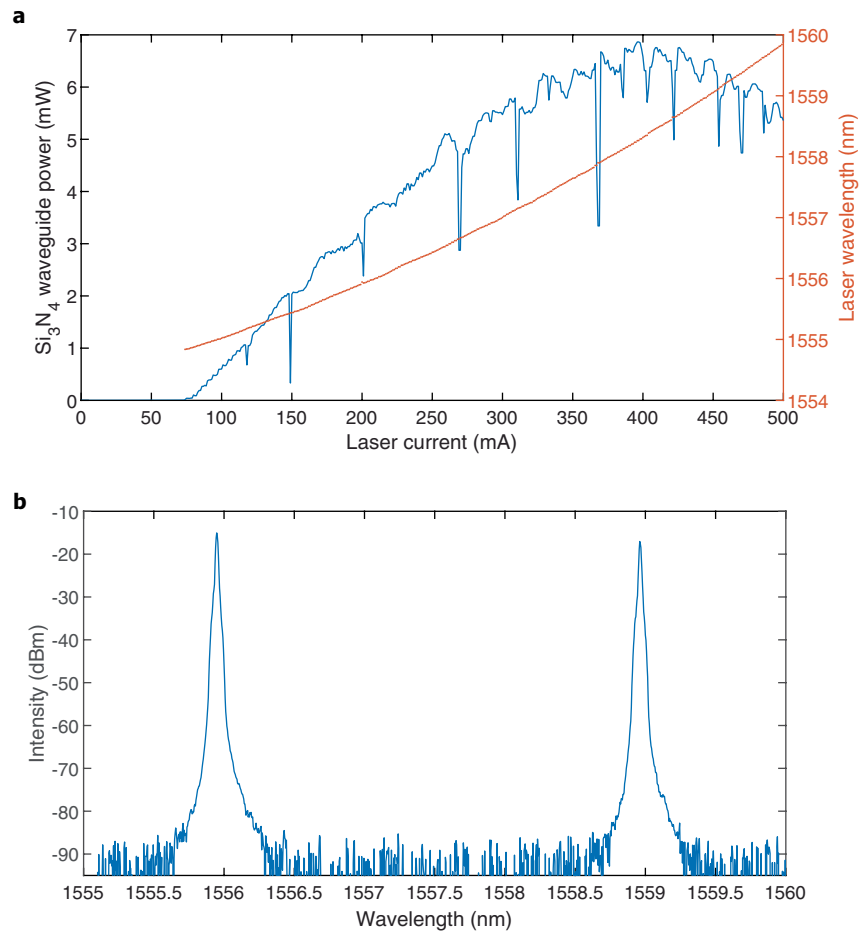 a
7
6
5
4
3
2
1
0
Si₃N₄ waveguide power (mW)
1560
1559
1558
1557
1556
1555
1554
Laser wavelength (nm)
0 50 100 150 200 250 300 350 400 450 500
Laser current (mA)
b
-10
-20
-30
-40
-50
-60
-70
-80
-90
Intensity (dBm)
1555 1555.5 1556 1556.5 1557 1557.5 1558 1558.5 1559 1559.5 1560
Wavelength (nm)